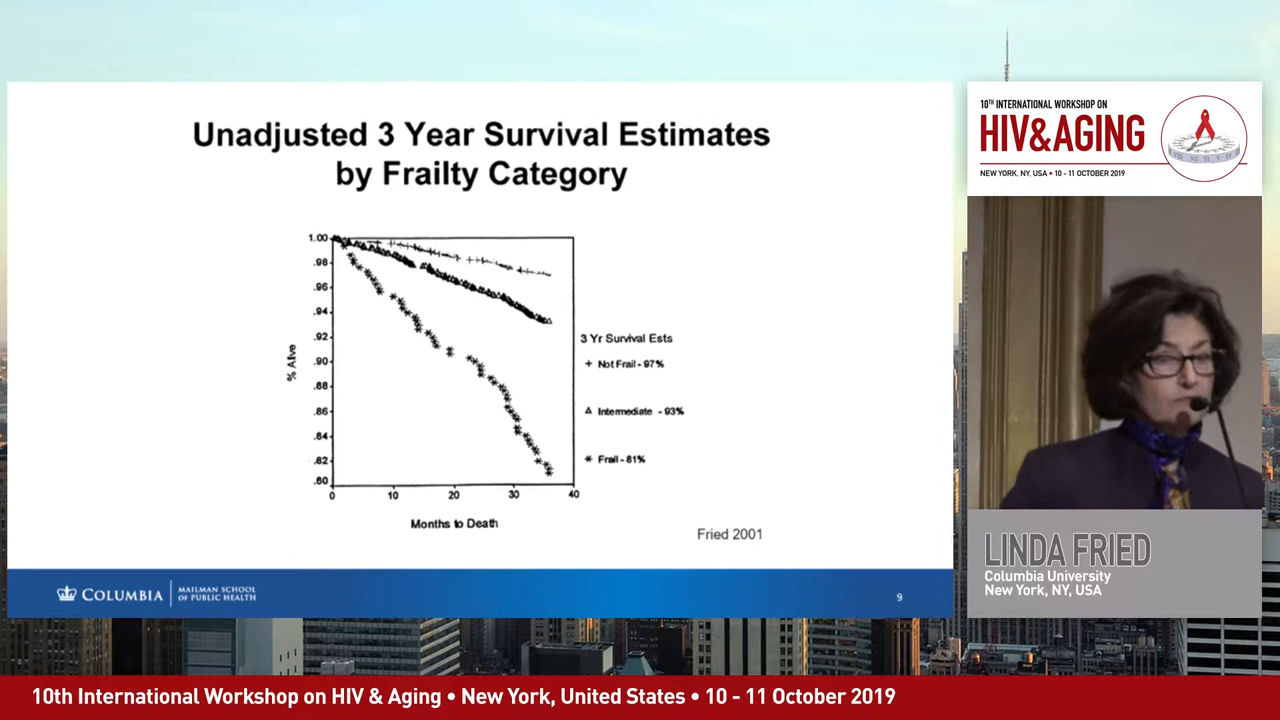 Unadjusted 3 Year Survival Estimates
by Frailty Category
1.00
.98
.96
.94
.92
.90
.88
.86
.84
.82
.80
% Alive
0
10
20
30
40
Months to Death
3 Yr Survival Ests
+ Not Frail - 97%
Intermediate - 93%
* Frail - 81%
Fried 2001
COLUMBIA
MAILMAN SCHOOL
OF PUBLIC HEALTH
9
10TH INTERNATIONAL WORKSHOP ON
HIV&AGING
NEW YORK, NY, USA • 10 - 11 OCTOBER 2019
LINDA FRIED
Columbia University
New York, NY, USA
10th International Workshop on HIV & Aging • New York, United States • 10 - 11 October 2019